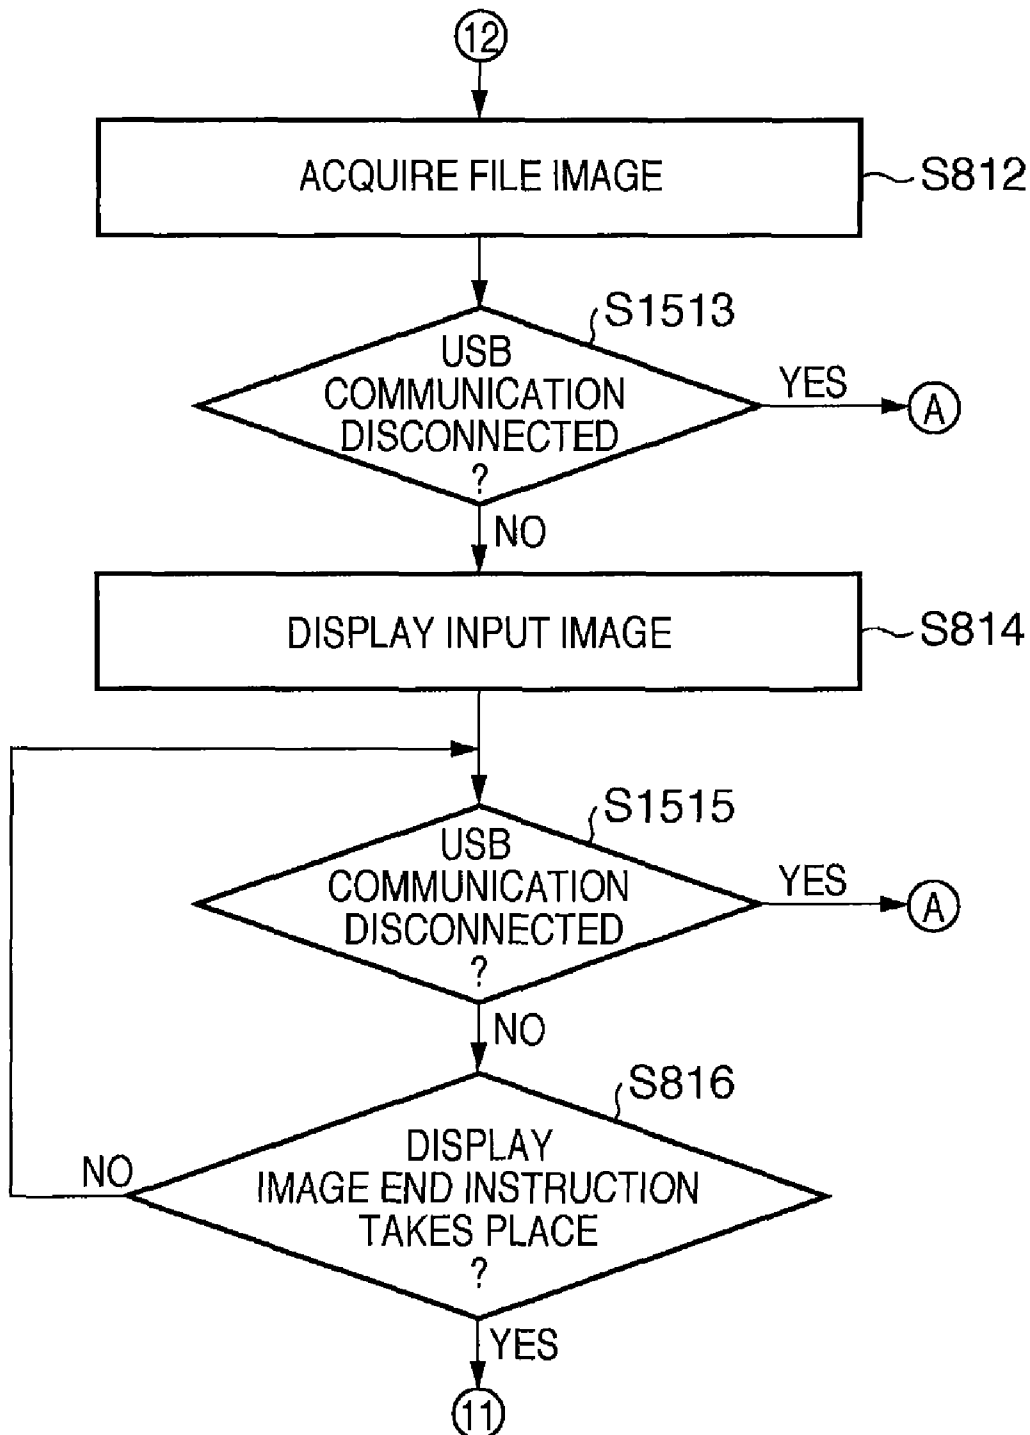 12
ACQUIRE FILE IMAGE
S812
S1513
USB
COMMUNICATION
DISCONNECTED
?
YES
A
NO
DISPLAY INPUT IMAGE
S814
S1515
USB
COMMUNICATION
DISCONNECTED
?
YES
A
NO
S816
DISPLAY
IMAGE END INSTRUCTION
TAKES PLACE
?
NO
YES
11